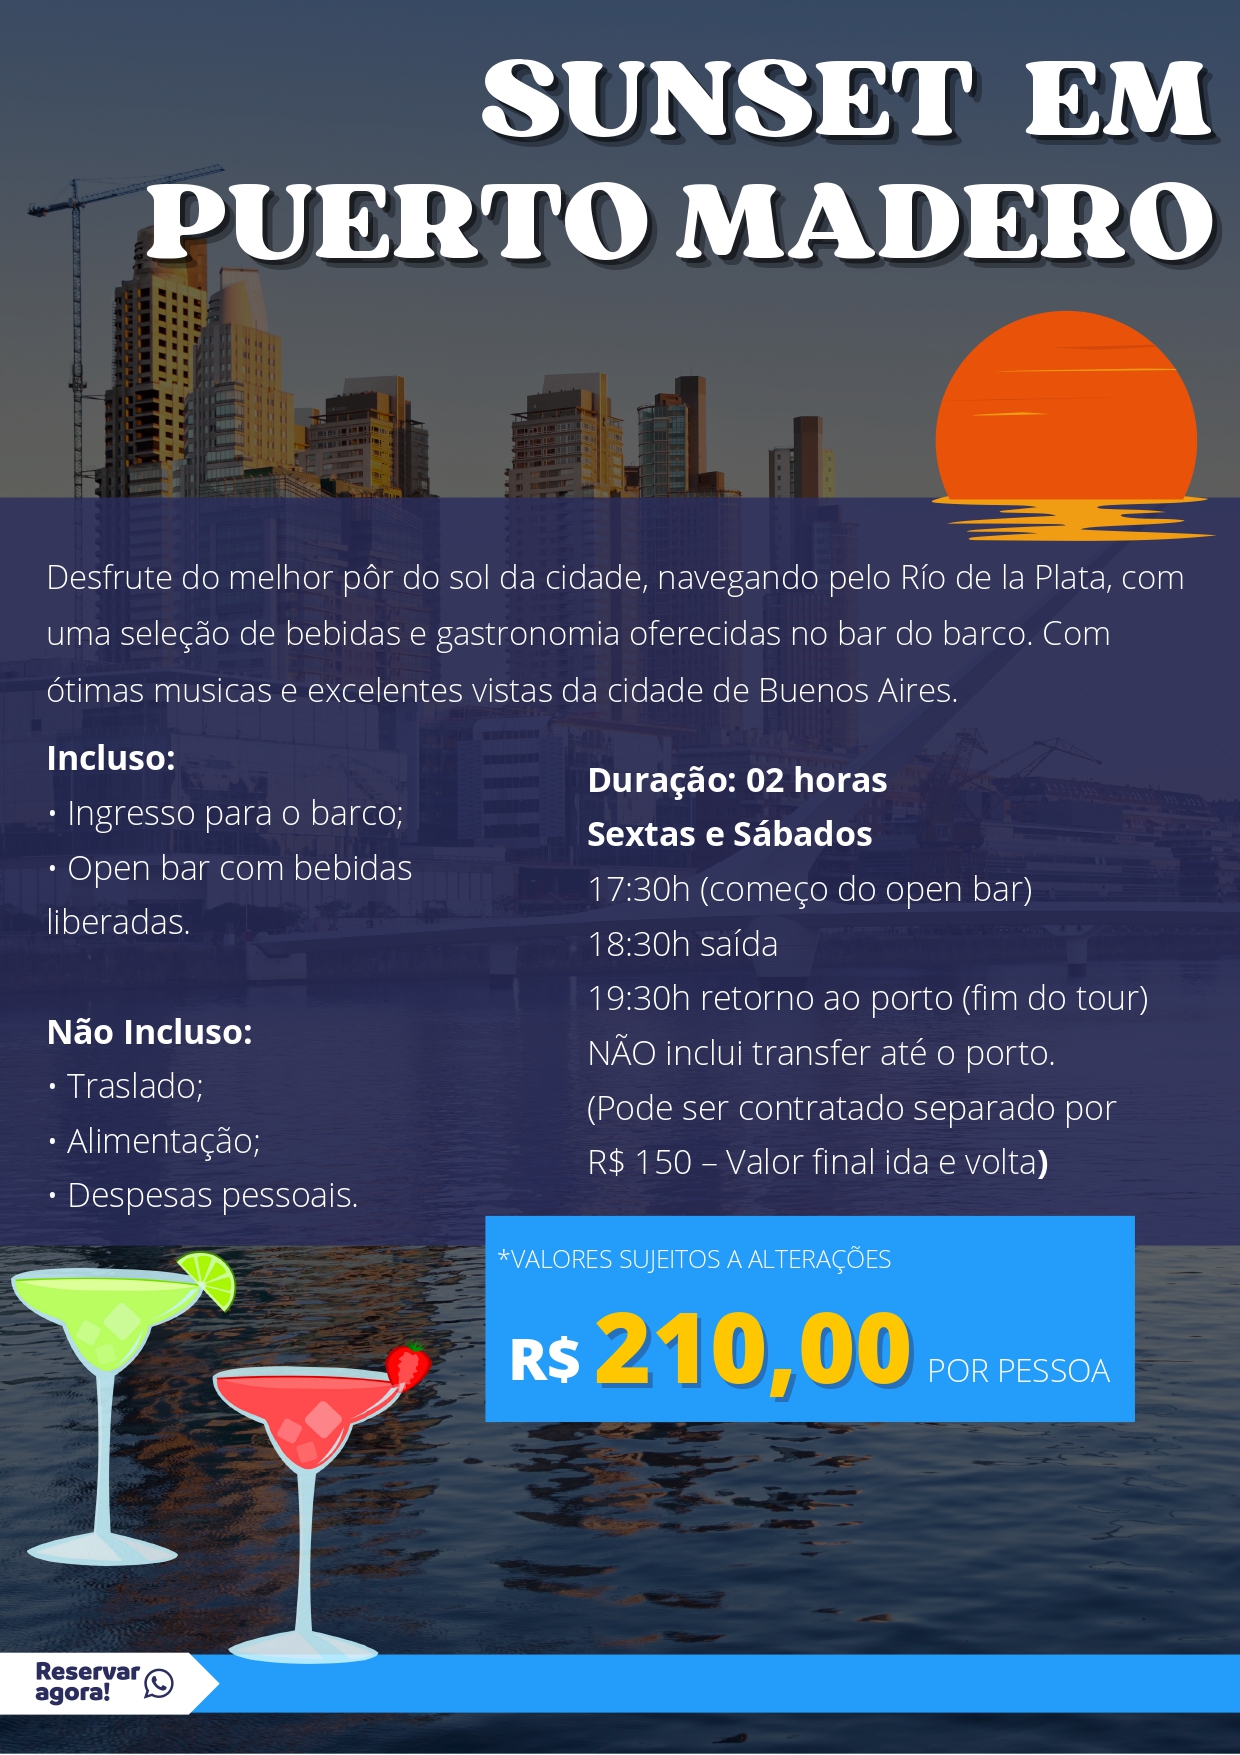 SUNSET EM
PUERTO MADERO
Desfrute do melhor pôr do sol da cidade, navegando pelo Río de la Plata, com
uma seleção de bebidas e gastronomia oferecidas no bar do barco. Com
ótimas musicas e excelentes vistas da cidade de Buenos Aires.
Incluso:
• Ingresso para o barco;
• Open bar com bebidas
liberadas.
Não Incluso:
• Traslado;
• Alimentação;
• Despesas pessoais.
Duração: 02 horas
Sextas e Sábados
17:30h (começo do open bar)
18:30h saída
19:30h retorno ao porto (fim do tour)
NÃO inclui transfer até o porto.
(Pode ser contratado separado por
R$ 150 – Valor final ida e volta)
*VALORES SUJEITOS A ALTERAÇÕES
R$ 210,00 POR PESSOA
Reservar
agora!